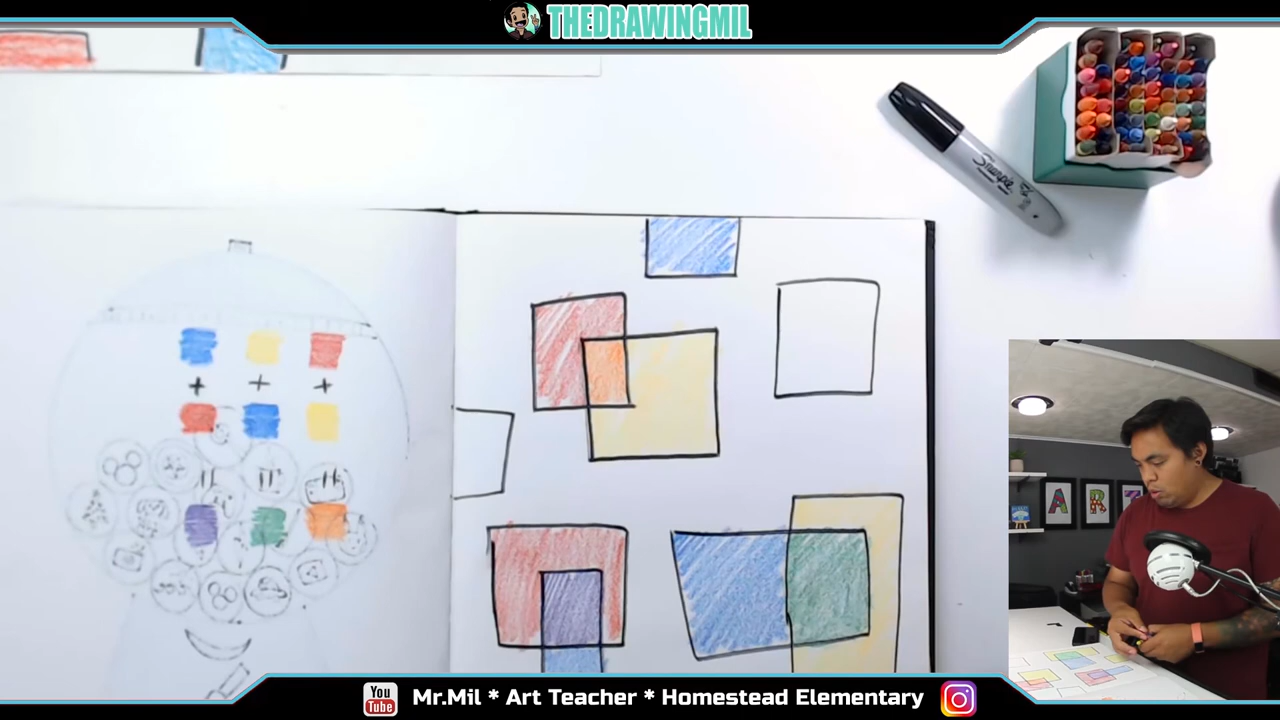 THEDRAWINGMIL
Sharpie
A R T
You
Tube
Mr.Mil * Art Teacher * Homestead Elementary